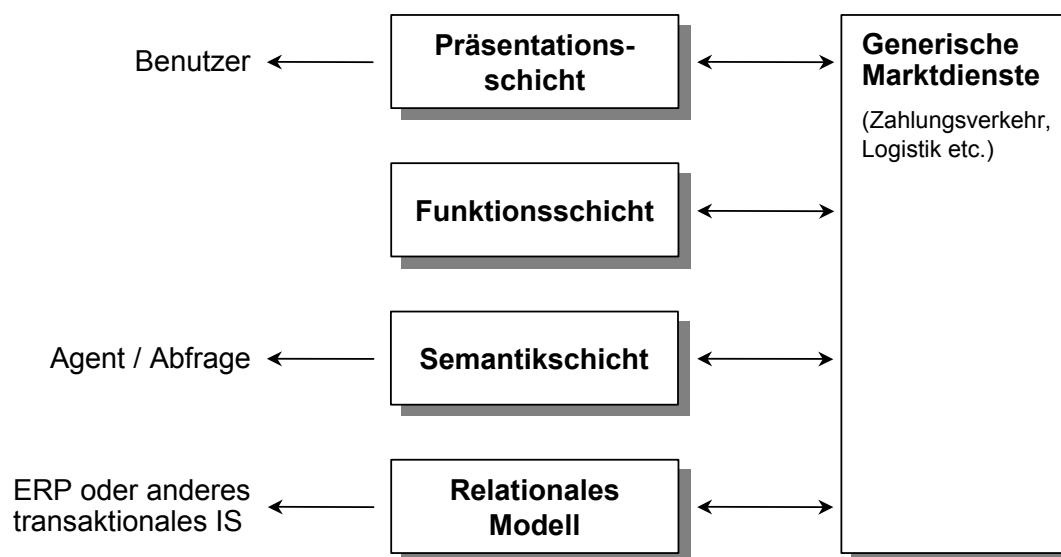 Benutzer
Präsentations-
schicht
Generische
Marktdienste
(Zahlungsverkehr,
Logistik etc.)
Funktionsschicht
Agent / Abfrage
Semantikschicht
ERP oder anderes
transaktionales IS
Relationales
Modell